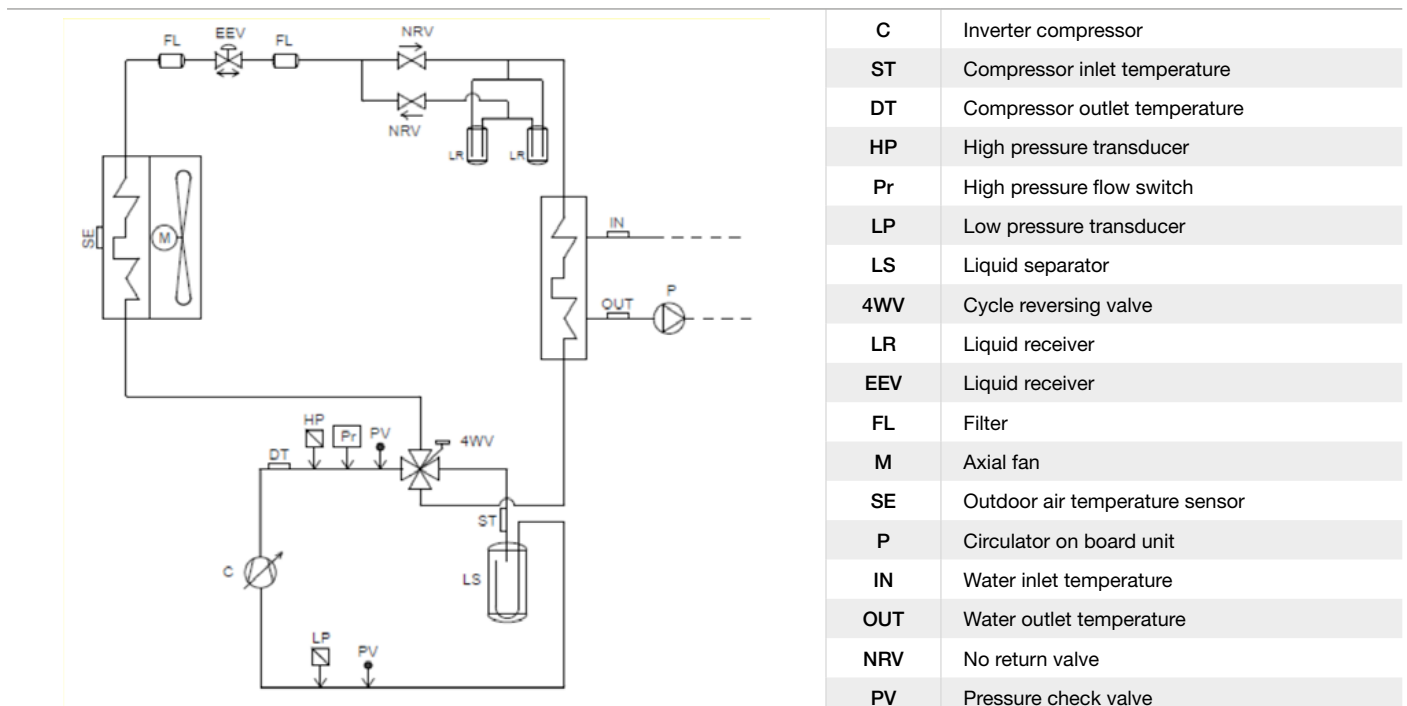 FL EEV FL NRV
NRV
LR LR
SE M IN
OUT P
HP Pr PV 4WV
DT
ST
C LS
LP PV
C Inverter compressor
ST Compressor inlet temperature
DT Compressor outlet temperature
HP High pressure transducer
Pr High pressure flow switch
LP Low pressure transducer
LS Liquid separator
4WV Cycle reversing valve
LR Liquid receiver
EEV Liquid receiver
FL Filter
M Axial fan
SE Outdoor air temperature sensor
P Circulator on board unit
IN Water inlet temperature
OUT Water outlet temperature
NRV No return valve
PV Pressure check valve